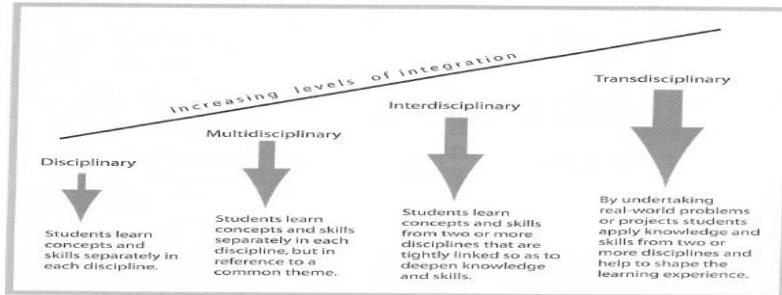 Increasing levels of integration
Transdisciplinary
Interdisciplinary
Multidisciplinary
Disciplinary
Students learn
concepts and
skills separately in
each discipline.
Students learn
concepts and skills
separately in each
discipline, but in
reference to a
common theme.
Students learn
concepts and skills
from two or more
disciplines that are
tightly linked so as to
deepen knowledge
and skills.
By undertaking
real-world problems
or projects students
apply knowledge and
skills from two or
more disciplines and
help to shape the
learning experience.